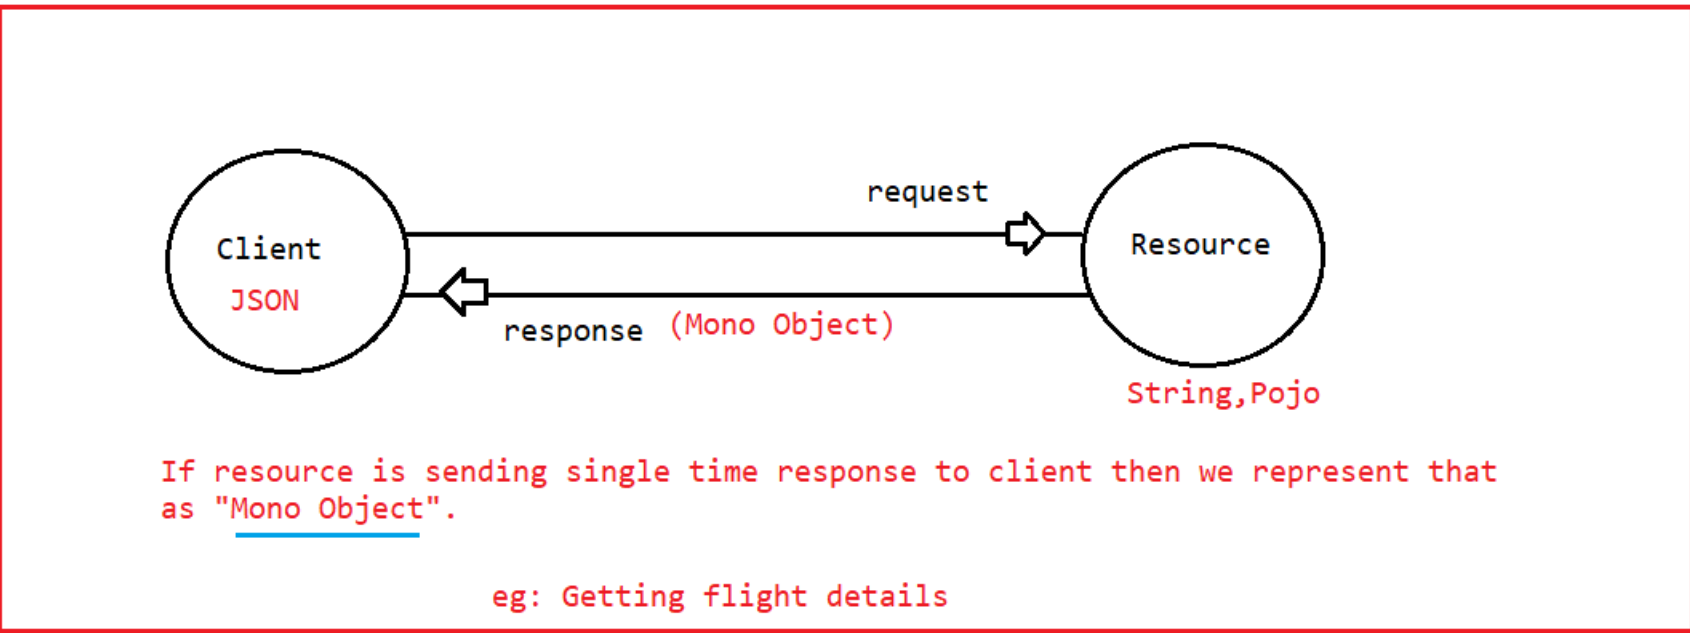 request
Client
Resource
JSON
response (Mono Object)
String,Pojo
If resource is sending single time response to client then we represent that
as "Mono Object".
eg: Getting flight details